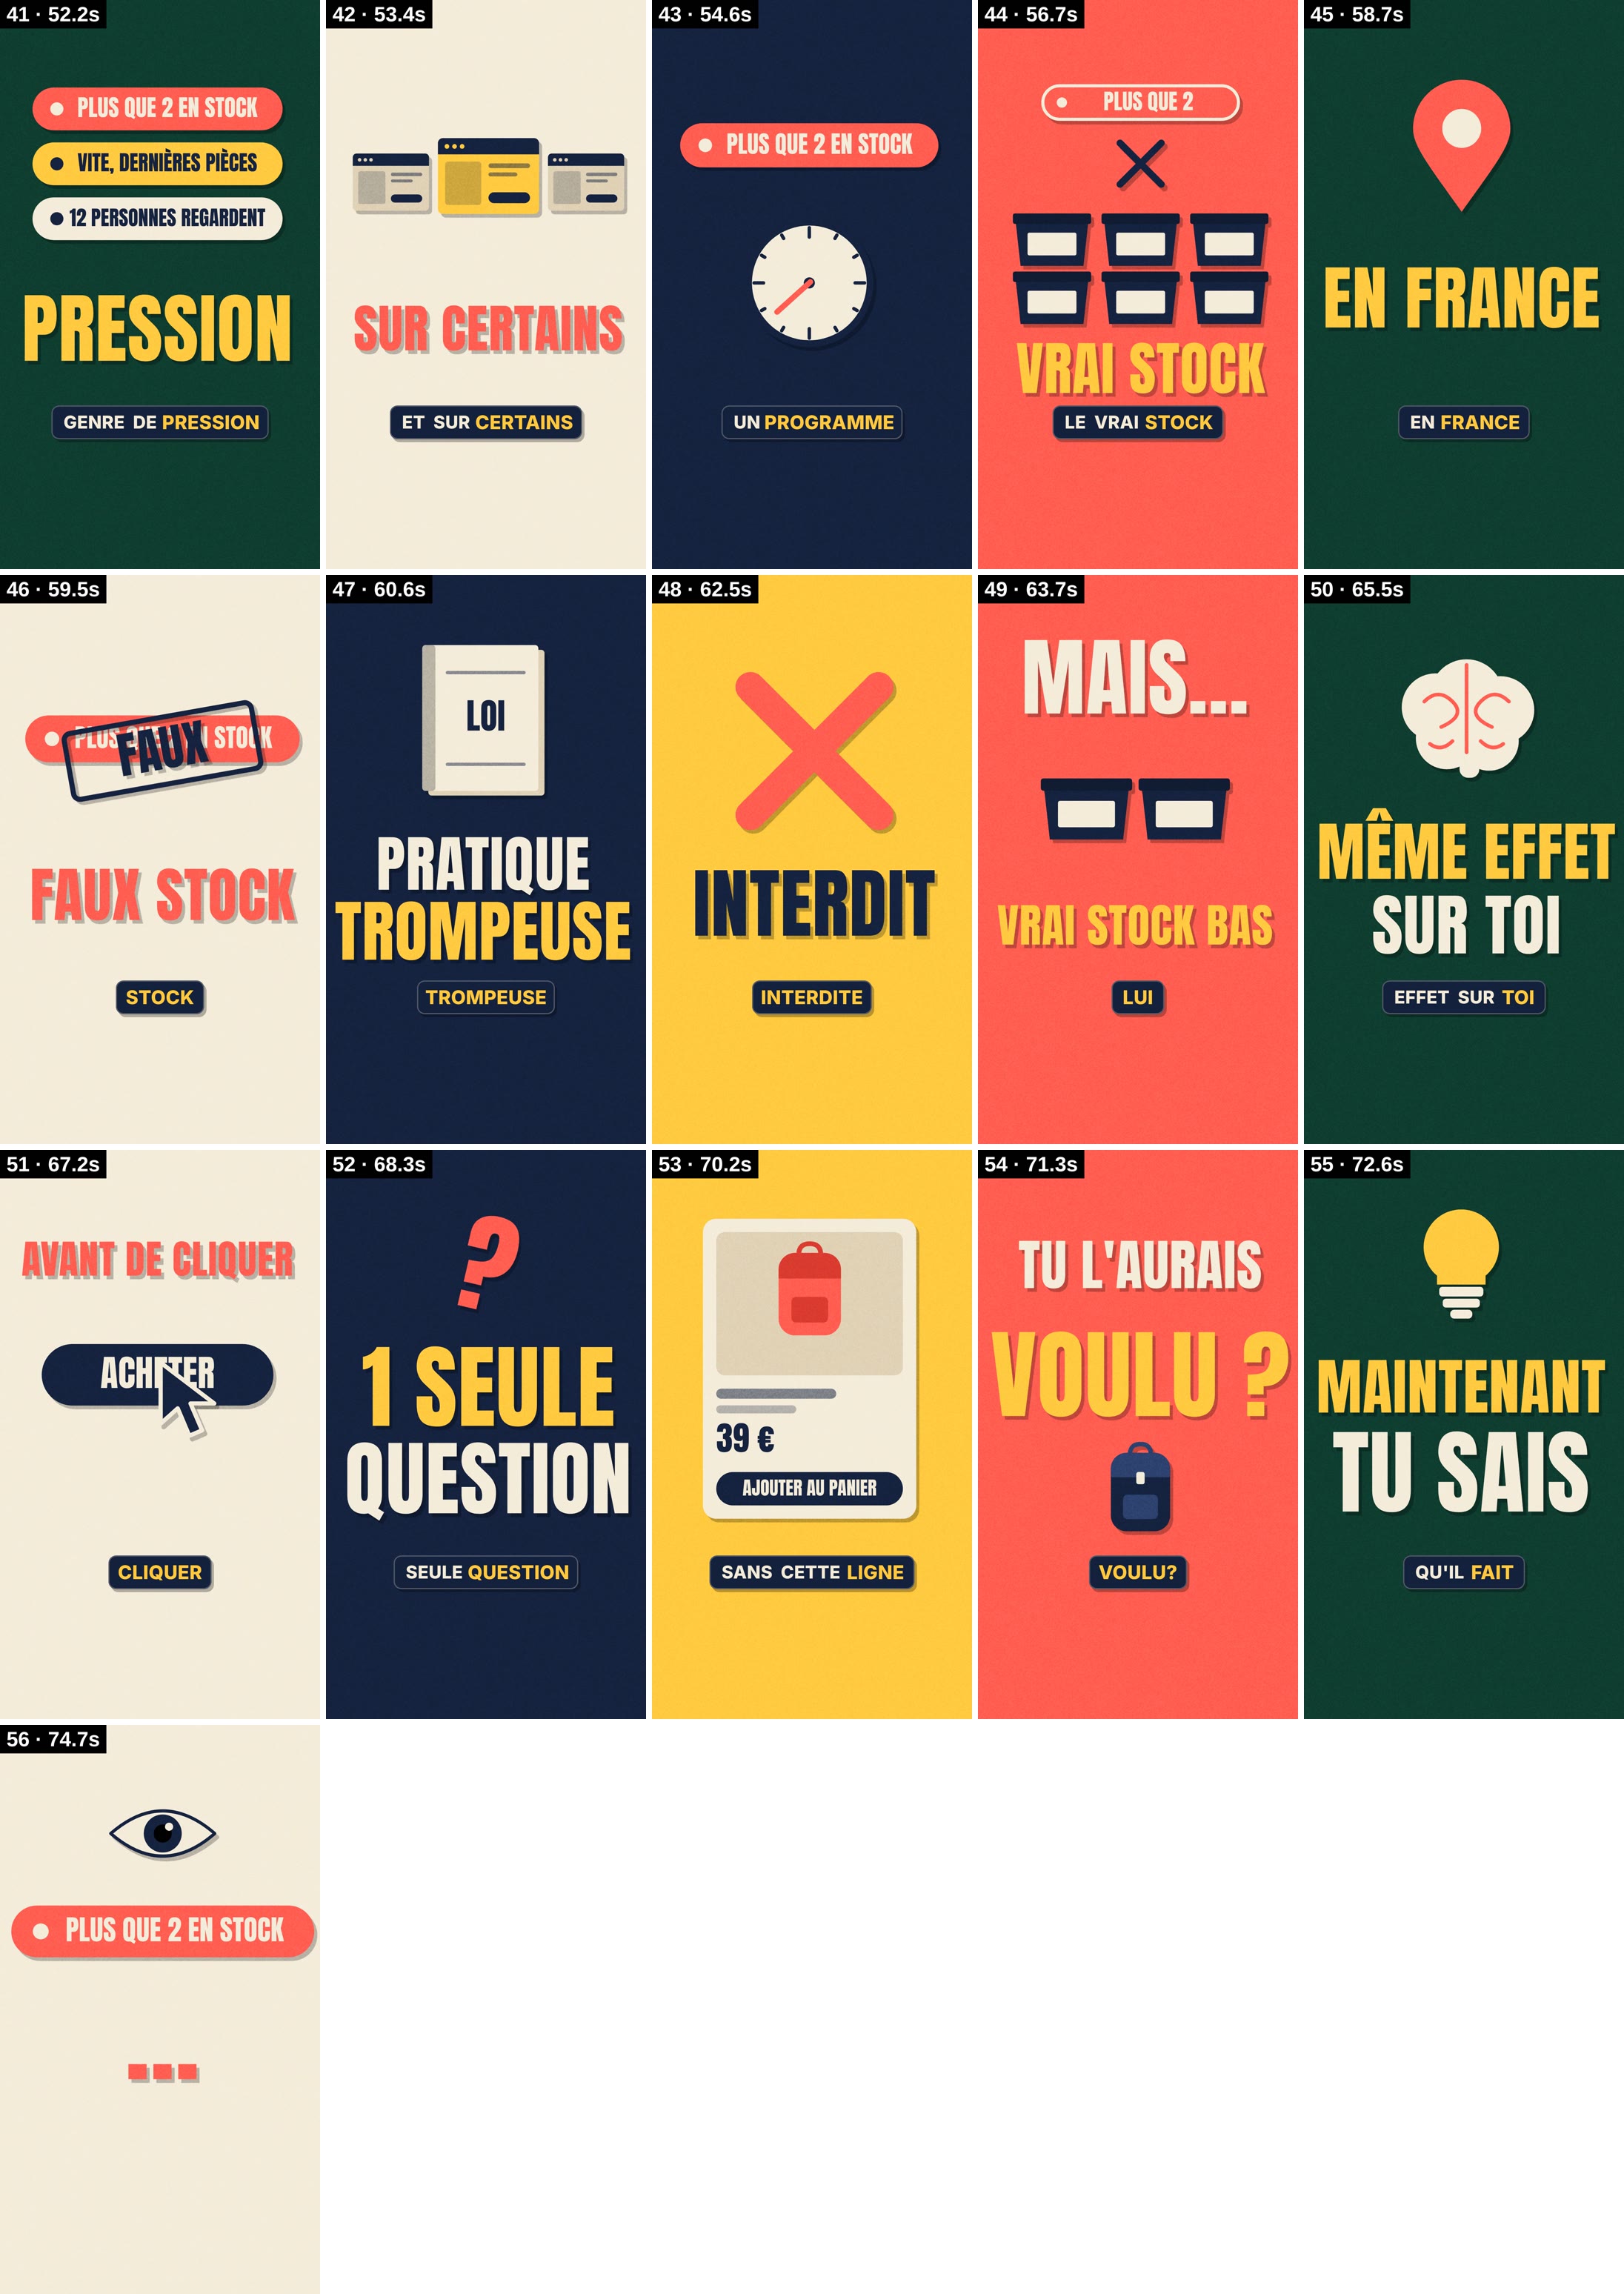 41 · 52.2s
PLUS QUE 2 EN STOCK
VITE, DERNIÈRES PIÈCES
12 PERSONNES REGARDENT
PRESSION
GENRE DE PRESSION
42 · 53.4s
SUR CERTAINS
ET SUR CERTAINS
43 · 54.6s
PLUS QUE 2 EN STOCK
UN PROGRAMME
44 · 56.7s
PLUS QUE 2
VRAI STOCK
LE VRAI STOCK
45 · 58.7s
EN FRANCE
EN FRANCE
46 · 59.5s
PLUS QUE 2 EN STOCK
FAUX
FAUX STOCK
STOCK
47 · 60.6s
LOI
PRATIQUE
TROMPEUSE
TROMPEUSE
48 · 62.5s
INTERDIT
INTERDITE
49 · 63.7s
MAIS...
VRAI STOCK BAS
LUI
50 · 65.5s
MÊME EFFET
SUR TOI
EFFET SUR TOI
51 · 67.2s
AVANT DE CLIQUER
ACHETER
CLIQUER
52 · 68.3s
?
1 SEULE
QUESTION
SEULE QUESTION
53 · 70.2s
39 €
AJOUTER AU PANIER
SANS CETTE LIGNE
54 · 71.3s
TU L'AURAIS
VOULU ?
VOULU?
55 · 72.6s
MAINTENANT
TU SAIS
QU'IL FAIT
56 · 74.7s
PLUS QUE 2 EN STOCK
...